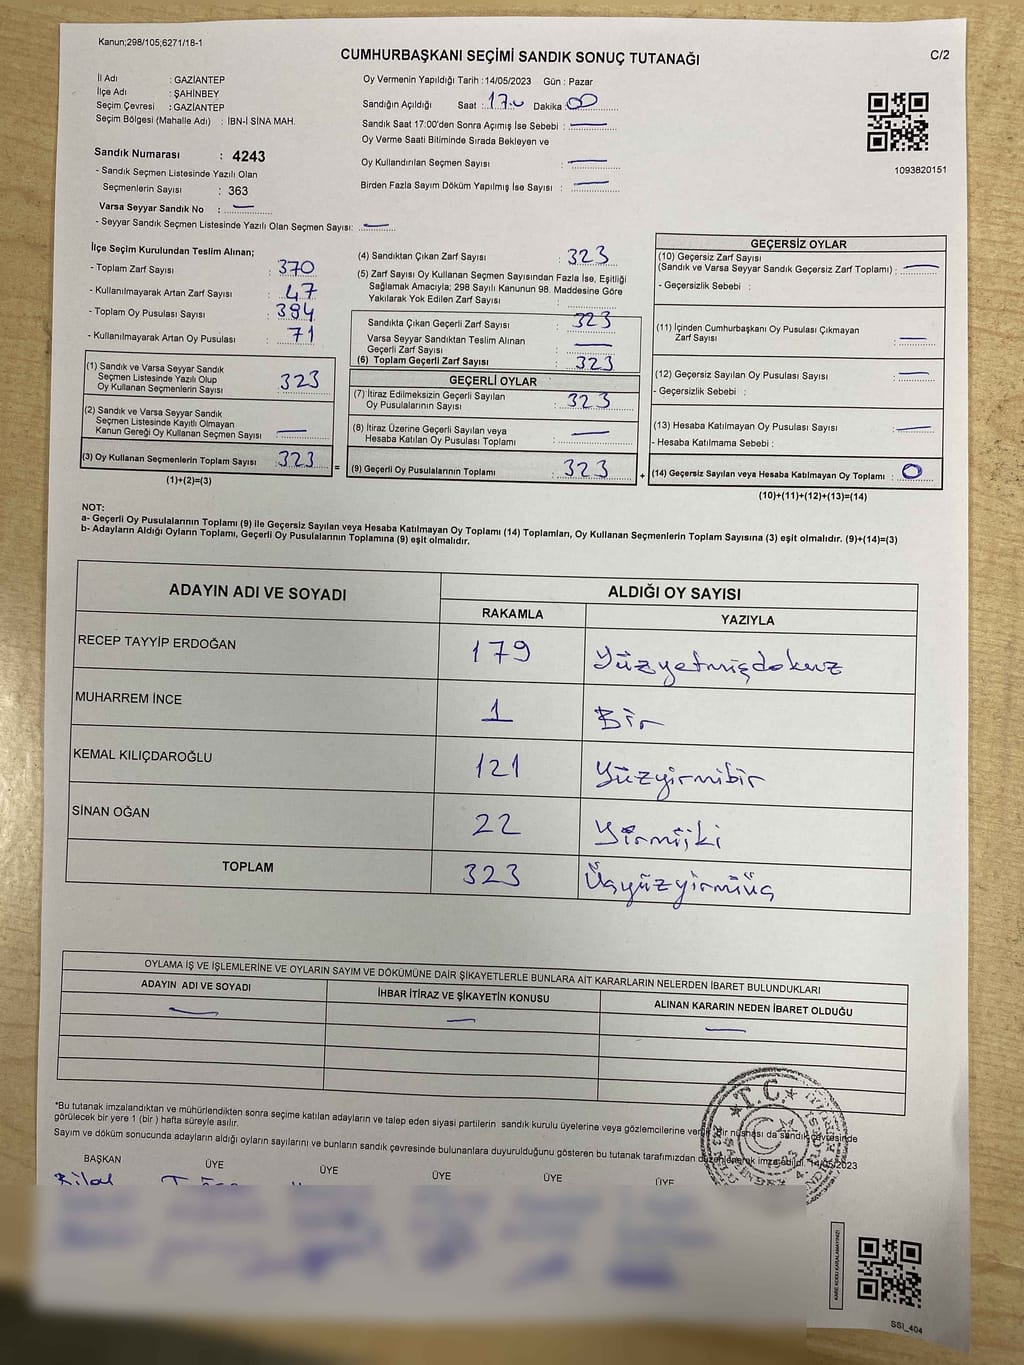 Kanun;298/105;6271/18-1
CUMHURBAŞKANI SEÇİMİ SANDIK SONUÇ TUTANAĞI
C/2
İl Adı : GAZİANTEP
İlçe Adı : ŞAHİNBEY
Seçim Çevresi : GAZİANTEP
Seçim Bölgesi (Mahalle Adı) : İBN-İ SİNA MAH.
Oy Vermenin Yapıldığı Tarih :14/05/2023 Gün : Pazar
Sandığın Açıldığı Saat : 17.00 Dakika : 00
Sandık Saat 17:00'den Sonra Açımış İse Sebebi : —
Oy Verme Saati Bitiminde Sırada Bekleyen ve
Oy Kullandırılan Seçmen Sayısı : —
Birden Fazla Sayım Döküm Yapılmış İse Sayısı : —
1093820151
Sandık Numarası : 4243
- Sandık Seçmen Listesinde Yazılı Olan
Seçmenlerin Sayısı : 363
Varsa Seyyar Sandık No : —
- Seyyar Sandık Seçmen Listesinde Yazılı Olan Seçmen Sayısı: —
İlçe Seçim Kurulundan Teslim Alınan;
- Toplam Zarf Sayısı : 370
- Kullanılmayarak Artan Zarf Sayısı : 47
- Toplam Oy Pusulası Sayısı : 394
- Kullanılmayarak Artan Oy Pusulası : 71
(1) Sandık ve Varsa Seyyar Sandık
Seçmen Listesinde Yazılı Olup
Oy Kullanan Seçmenlerin Sayısı : 323
(2) Sandık ve Varsa Seyyar Sandık
Seçmen Listesinde Kayıtlı Olmayan
Kanun Gereği Oy Kullanan Seçmen Sayısı : —
(3) Oy Kullanan Seçmenlerin Toplam Sayısı : 323
(1)+(2)=(3)
(4) Sandıktan Çıkan Zarf Sayısı : 323
(5) Zarf Sayısı Oy Kullanan Seçmen Sayısından Fazla İse, Eşitliği
Sağlamak Amacıyla; 298 Sayılı Kanunun 98. Maddesine Göre
Yakılarak Yok Edilen Zarf Sayısı :
Sandıkta Çıkan Geçerli Zarf Sayısı : 323
Varsa Seyyar Sandıktan Teslim Alınan
Geçerli Zarf Sayısı : —
(6) Toplam Geçerli Zarf Sayısı : 323
GEÇERLİ OYLAR
(7) İtiraz Edilmeksizin Geçerli Sayılan
Oy Pusulalarının Sayısı : 323
(8) İtiraz Üzerine Geçerli Sayılan veya
Hesaba Katılan Oy Pusulası Toplamı : —
= (9) Geçerli Oy Pusulalarının Toplamı : 323
GEÇERSİZ OYLAR
(10) Geçersiz Zarf Sayısı
(Sandık ve Varsa Seyyar Sandık Geçersiz Zarf Toplamı) : —
- Geçersizlik Sebebi :
(11) İçinden Cumhurbaşkanı Oy Pusulası Çıkmayan
Zarf Sayısı : —
(12) Geçersiz Sayılan Oy Pusulası Sayısı : —
- Geçersizlik Sebebi :
(13) Hesaba Katılmayan Oy Pusulası Sayısı : —
- Hesaba Katılmama Sebebi :
+ (14) Geçersiz Sayılan veya Hesaba Katılmayan Oy Toplamı : 0
(10)+(11)+(12)+(13)=(14)
NOT:
a- Geçerli Oy Pusulalarının Toplamı (9) ile Geçersiz Sayılan veya Hesaba Katılmayan Oy Toplamı (14) Toplamları, Oy Kullanan Seçmenlerin Toplam Sayısına (3) eşit olmalıdır. (9)+(14)=(3)
b- Adayların Aldığı Oyların Toplamı, Geçerli Oy Pusulalarının Toplamına (9) eşit olmalıdır.
ADAYIN ADI VE SOYADI
ALDIĞI OY SAYISI
RAKAMLA YAZIYLA
RECEP TAYYİP ERDOĞAN 179 Yüzyetmişdokuz
MUHARREM İNCE 1 Bir
KEMAL KILIÇDAROĞLU 121 Yüzyirmibir
SİNAN OĞAN 22 Yirmiiki
TOPLAM 323 Üçyüzyirmiüç
OYLAMA İŞ VE İŞLEMLERİNE VE OYLARIN SAYIM VE DÖKÜMÜNE DAİR ŞİKAYETLERLE BUNLARA AİT KARARLARIN NELERDEN İBARET BULUNDUKLARI
ADAYIN ADI VE SOYADI İHBAR İTİRAZ VE ŞİKAYETİN KONUSU ALINAN KARARIN NEDEN İBARET OLDUĞU
— — —
*Bu tutanak imzalandıktan ve mühürlendikten sonra seçime katılan adayların ve talep eden siyasi partilerin sandık kurulu üyelerine veya gözlemcilerine verilir, bir nüshası da sandık çevresinde
görülecek bir yere 1 (bir ) hafta süreyle asılır.
Sayım ve döküm sonucunda adayların aldığı oyların sayılarını ve bunların sandık çevresinde bulunanlara duyurulduğunu gösteren bu tutanak tarafımızdan düzenlenerek imza edildi. 14/05/2023
T.C.
BAŞKAN ÜYE ÜYE ÜYE ÜYE ÜYE
Bilal
KARE KODU KARALAMAYINIZ!
SSI_404